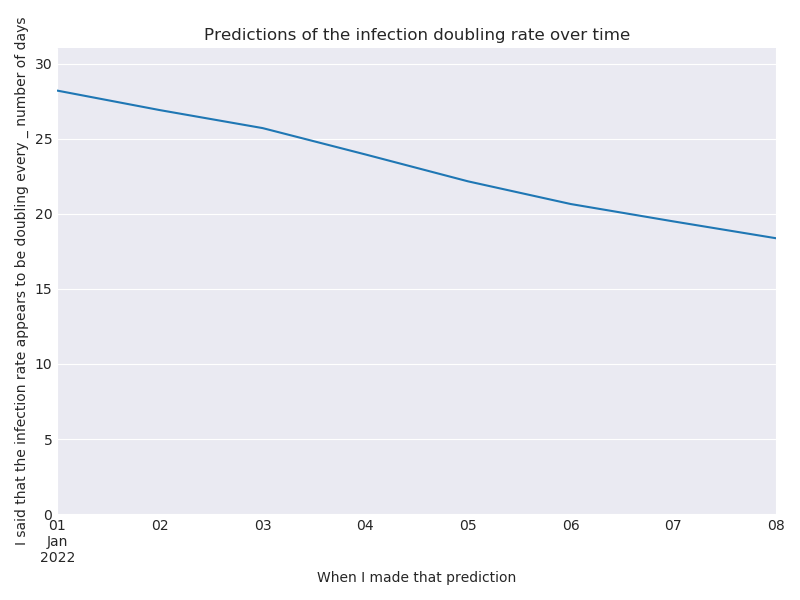 Predictions of the infection doubling rate over time
I said that the infection rate appears to be doubling every _ number of days
30
25
20
15
10
5
0
01 02 03 04 05 06 07 08
Jan
2022
When I made that prediction